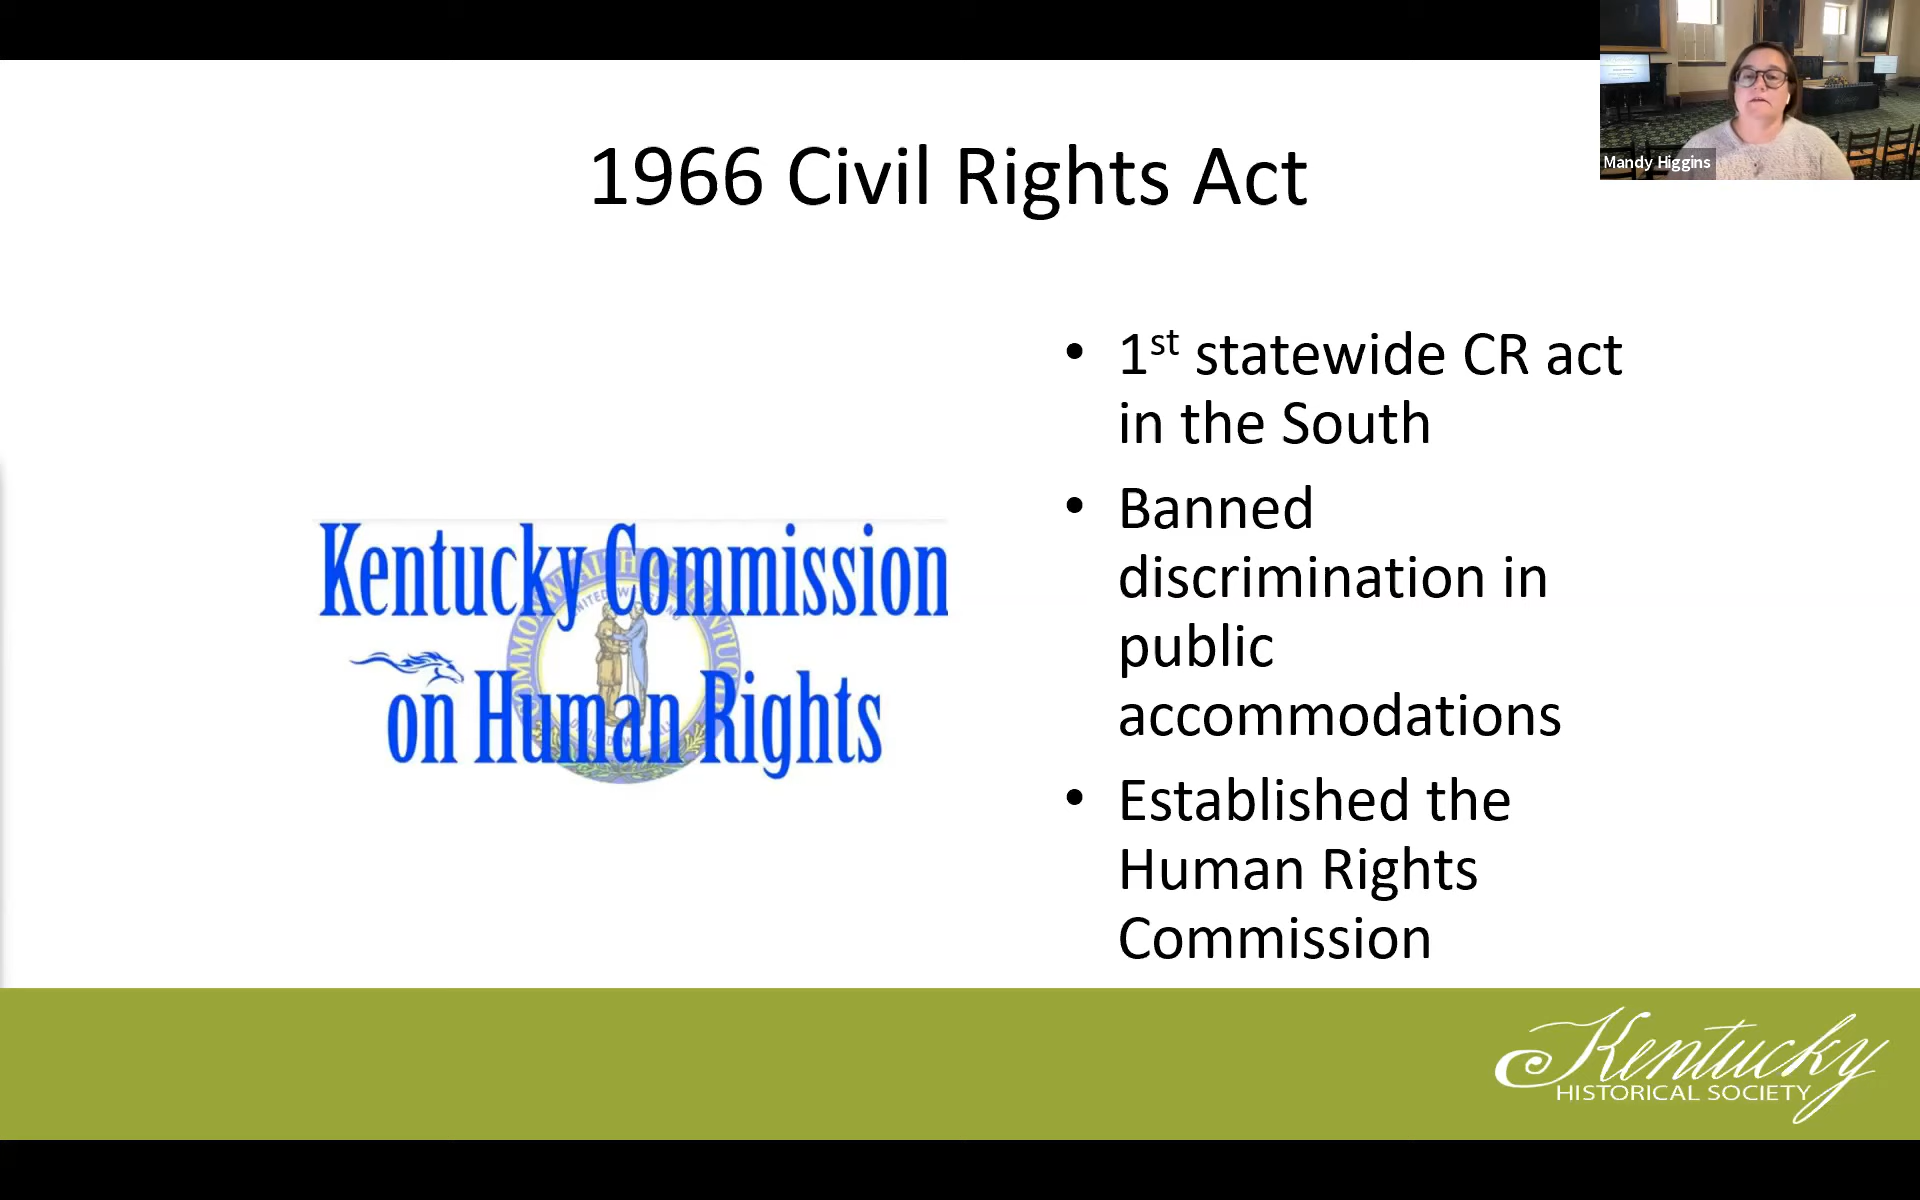 1966 Civil Rights Act
Mandy Higgins
Kentucky Commission
on Human Rights
• 1st statewide CR act
in the South
• Banned
discrimination in
public
accommodations
• Established the
Human Rights
Commission
Kentucky
HISTORICAL SOCIETY